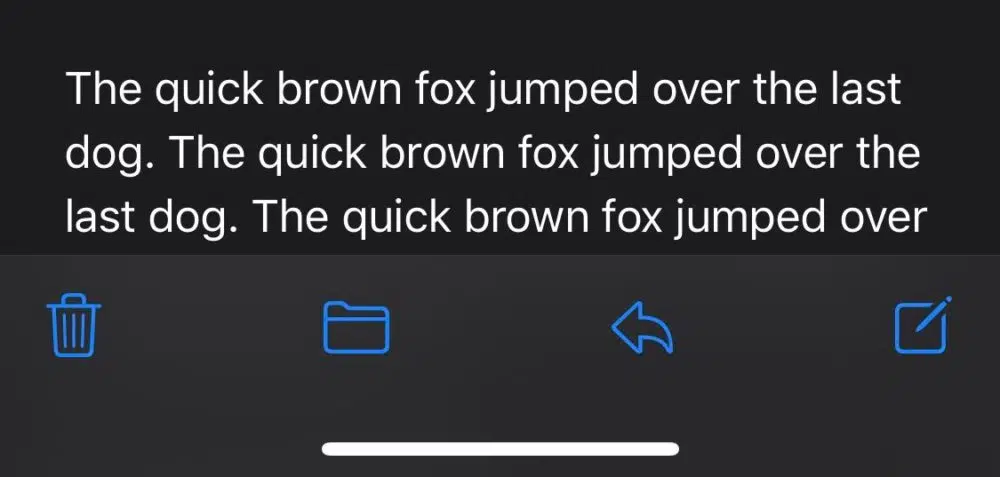 The quick brown fox jumped over the last
dog. The quick brown fox jumped over the
last dog. The quick brown fox jumped over